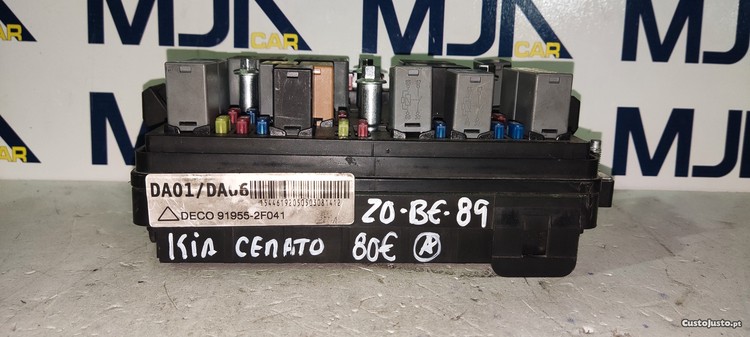 MJK CAR
MJK CAR
MJK
CAR
DA01/DA06
15446192050503081412
DECO 91955-2F041
20-BE-89
KIA CERATO 80€ A
CustoJusto.pt